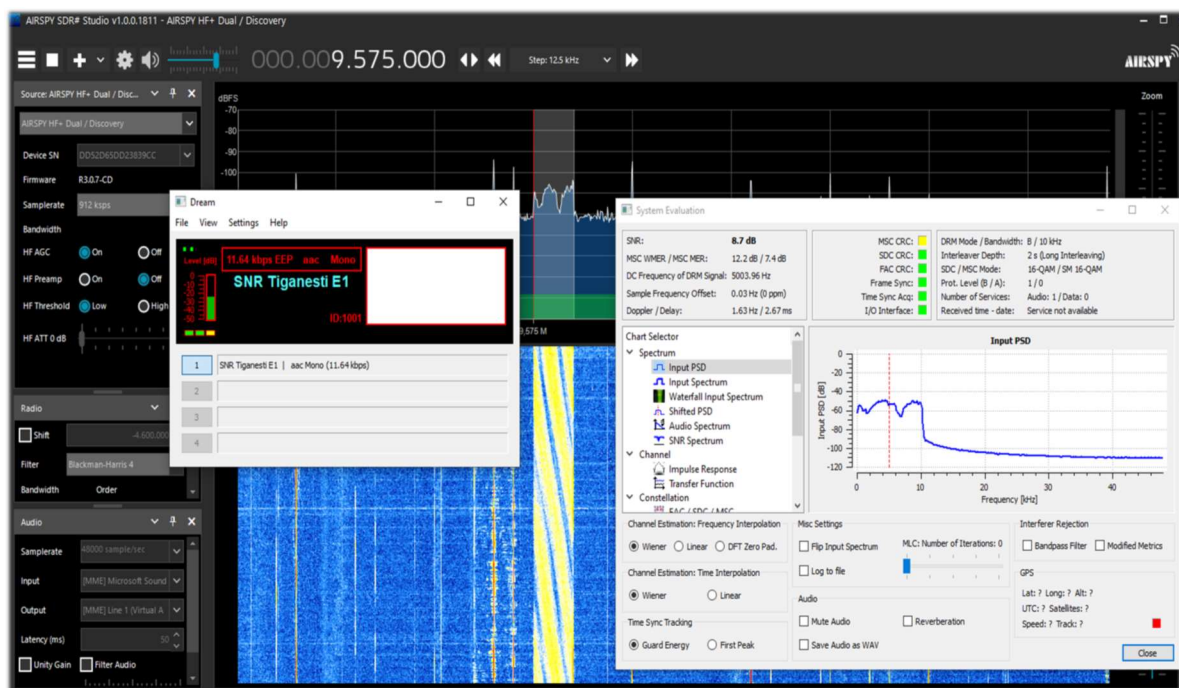 AIRSPY SDR# Studio v1.0.0.1811 - AIRSPY HF+ Dual / Discovery
000.009.575.000
Step: 12.5 kHz
AIRSPY
Source: AIRSPY HF+ Dual / Disc...
AIRSPY HF+ Dual / Discovery
Device SN
DD52D65DD23839CC
Firmware
R3.0.7-CD
Samplerate
912 ksps
Bandwidth
HF AGC
On
Off
HF Preamp
On
Off
HF Threshold
Low
High
HF ATT 0 dB
Radio
Shift
-4.600.000
Filter
Blackman-Harris 4
Bandwidth
Order
Audio
Samplerate
48000 sample/sec
Input
[MME] Microsoft Sound
Output
[MME] Line 1 (Virtual A
Latency (ms)
50
Unity Gain
Filter Audio
dBFS
-70
-80
-90
-100
9,575 M
Zoom
Dream
File View Settings Help
Level [dB]
11.64 kbps EEP aac Mono
SNR Tiganesti E1
ID:1001
1
SNR Tiganesti E1 | aac Mono (11.64 kbps)
2
3
4
System Evaluation
SNR: 8.7 dB
MSC WMER / MSC MER: 12.2 dB / 7.4 dB
DC Frequency of DRM Signal: 5003.96 Hz
Sample Frequency Offset: 0.03 Hz (0 ppm)
Doppler / Delay: 1.63 Hz / 2.67 ms
MSC CRC:
SDC CRC:
FAC CRC:
Frame Sync:
Time Sync Acq:
I/O Interface:
DRM Mode / Bandwidth: B / 10 kHz
Interleaver Depth: 2 s (Long Interleaving)
SDC / MSC Mode: 16-QAM / SM 16-QAM
Prot. Level (B / A): 1 / 0
Number of Services: Audio: 1 / Data: 0
Received time - date: Service not available
Chart Selector
Spectrum
Input PSD
Input Spectrum
Waterfall Input Spectrum
Shifted PSD
Audio Spectrum
SNR Spectrum
Channel
Impulse Response
Transfer Function
Constellation
FAC / SDC / MSC
Input PSD
Input PSD [dB]
0
-20
-40
-60
-80
-100
-120
0 10 20 30 40
Frequency [kHz]
Channel Estimation: Frequency Interpolation
Wiener Linear DFT Zero Pad.
Channel Estimation: Time Interpolation
Wiener Linear
Time Sync Tracking
Guard Energy First Peak
Misc Settings
Flip Input Spectrum
MLC: Number of Iterations: 0
Log to file
Audio
Mute Audio
Reverberation
Save Audio as WAV
Interferer Rejection
Bandpass Filter Modified Metrics
GPS
Lat: ? Long: ? Alt: ?
UTC: ? Satellites: ?
Speed: ? Track: ?
Close